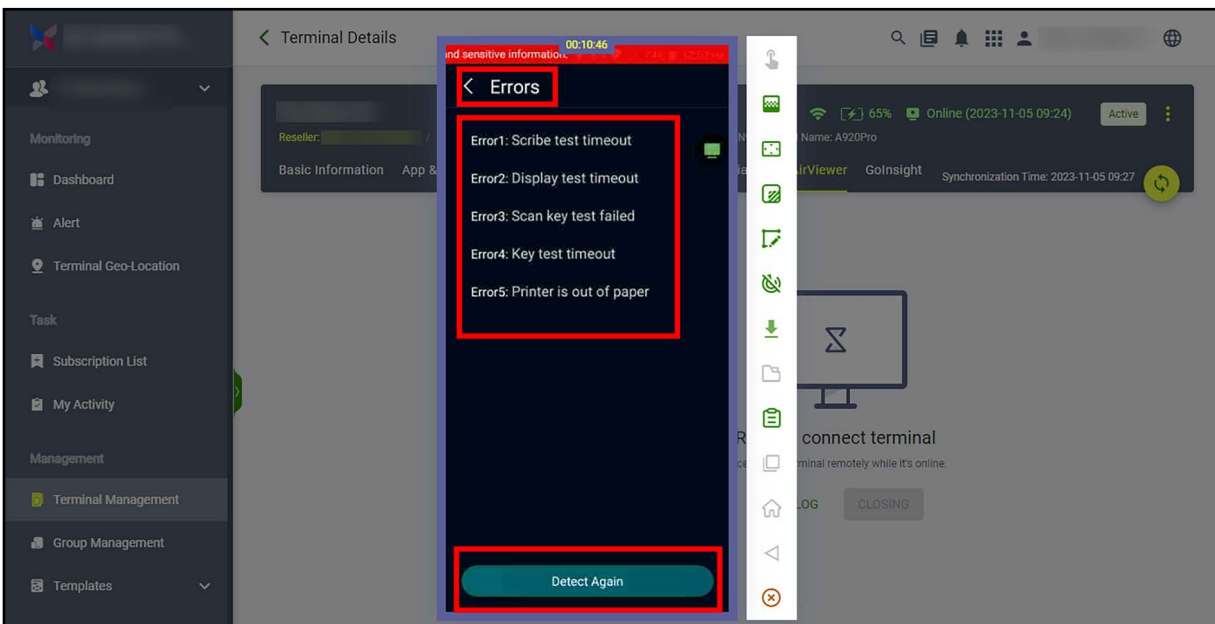 Terminal Details
Monitoring
Dashboard
Alert
Terminal Geo-Location
Task
Subscription List
My Activity
Management
Terminal Management
Group Management
Templates
Reseller:
/
65%
Online (2023-11-05 09:24)
Active
Name: A920Pro
Basic Information
App &
GoInsight
Synchronization Time: 2023-11-05 09:27
00:10:46
nd sensitive information.
Errors
Error1: Scribe test timeout
Error2: Display test timeout
Error3: Scan key test failed
Error4: Key test timeout
Error5: Printer is out of paper
Detect Again
connect terminal
minal remotely while it's online.
LOG
CLOSING